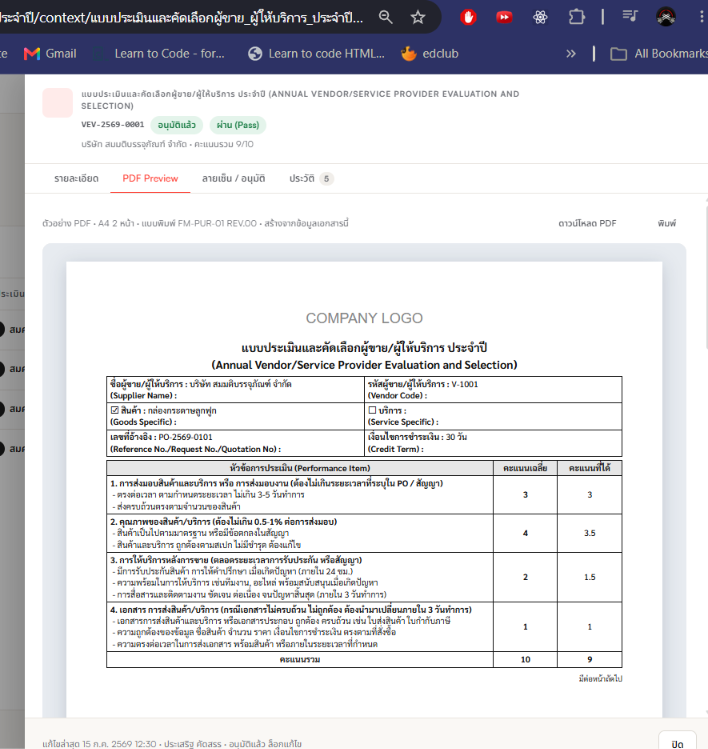 ระจำปี/context/แบบประเมินและคัดเลือกผู้ขาย_ผู้ให้บริการ_ประจำปี...
te Gmail Learn to Code - for... Learn to code HTML... edclub » All Bookmarks
แบบประเมินและคัดเลือกผู้ขาย/ผู้ให้บริการ ประจำปี (ANNUAL VENDOR/SERVICE PROVIDER EVALUATION AND
SELECTION)
VEV-2569-0001 อนุมัติแล้ว ผ่าน (Pass)
บริษัท สมมติบรรจุภัณฑ์ จำกัด • คะแนนรวม 9/10
รายละเอียด PDF Preview ลายเซ็น / อนุมัติ ประวัติ 5
ตัวอย่าง PDF • A4 2 หน้า • แบบพิมพ์ FM-PUR-01 REV.00 • สร้างจากข้อมูลเอกสารนี้ ดาวน์โหลด PDF พิมพ์
COMPANY LOGO
แบบประเมินและคัดเลือกผู้ขาย/ผู้ให้บริการ ประจำปี
(Annual Vendor/Service Provider Evaluation and Selection)
ชื่อผู้ขาย/ผู้ให้บริการ : บริษัท สมมติบรรจุภัณฑ์ จำกัด รหัสผู้ขาย/ผู้ให้บริการ : V-1001
(Supplier Name) : (Vendor Code) :
☑ สินค้า : กล่องกระดาษลูกฟูก ☐ บริการ :
(Goods Specific) : (Service Specific) :
เลขที่อ้างอิง : PO-2569-0101 เงื่อนไขการชำระเงิน : 30 วัน
(Reference No./Request No./Quotation No) : (Credit Term) :
หัวข้อการประเมิน (Performance Item) คะแนนเฉลี่ย คะแนนที่ได้
1. การส่งมอบสินค้าและบริการ หรือ การส่งมอบงาน (ต้องไม่เกินระยะเวลาที่ระบุใน PO / สัญญา)
- ตรงต่อเวลา ตามกำหนดระยะเวลา ไม่เกิน 3-5 วันทำการ 3 3
- ส่งครบถ้วนตรงตามจำนวนของสินค้า
2. คุณภาพของสินค้า/บริการ (ต้องไม่เกิน 0.5-1% ต่อการส่งมอบ)
- สินค้าเป็นไปตามมาตรฐาน หรือมีข้อตกลงในสัญญา 4 3.5
- สินค้าและบริการ ถูกต้องตามสเปก ไม่มีชำรุด ต้องแก้ไข
3. การให้บริการหลังการขาย (ตลอดระยะเวลาการรับประกัน หรือสัญญา)
- มีการรับประกันสินค้า การให้คำปรึกษา เมื่อเกิดปัญหา (ภายใน 24 ชม.)
- ความพร้อมในการให้บริการ เช่นทีมงาน, อะไหล่ พร้อมสนับสนุนเมื่อเกิดปัญหา 2 1.5
- การสื่อสารและติดตามงาน ชัดเจน ต่อเนื่อง จนปัญหาสิ้นสุด (ภายใน 3 วันทำการ)
4. เอกสาร การส่งสินค้า/บริการ (กรณีเอกสารไม่ครบถ้วน ไม่ถูกต้อง ต้องนำมาเปลี่ยนภายใน 3 วันทำการ)
- เอกสารการส่งสินค้าและบริการ หรือเอกสารประกอบ ถูกต้อง ครบถ้วน เช่น ใบส่งสินค้า ใบกำกับภาษี
- ความถูกต้องของข้อมูล ชื่อสินค้า จำนวน ราคา เงื่อนไขการชำระเงิน ตรงตามที่สั่งซื้อ 1 1
- ความตรงต่อเวลาในการส่งเอกสาร พร้อมสินค้า หรือภายในระยะเวลาที่กำหนด
คะแนนรวม 10 9
มีต่อหน้าถัดไป
แก้ไขล่าสุด 15 ก.ค. 2569 12:30 • ประเสริฐ คัดสรร • อนุมัติแล้ว ล็อกแก้ไข ปิด